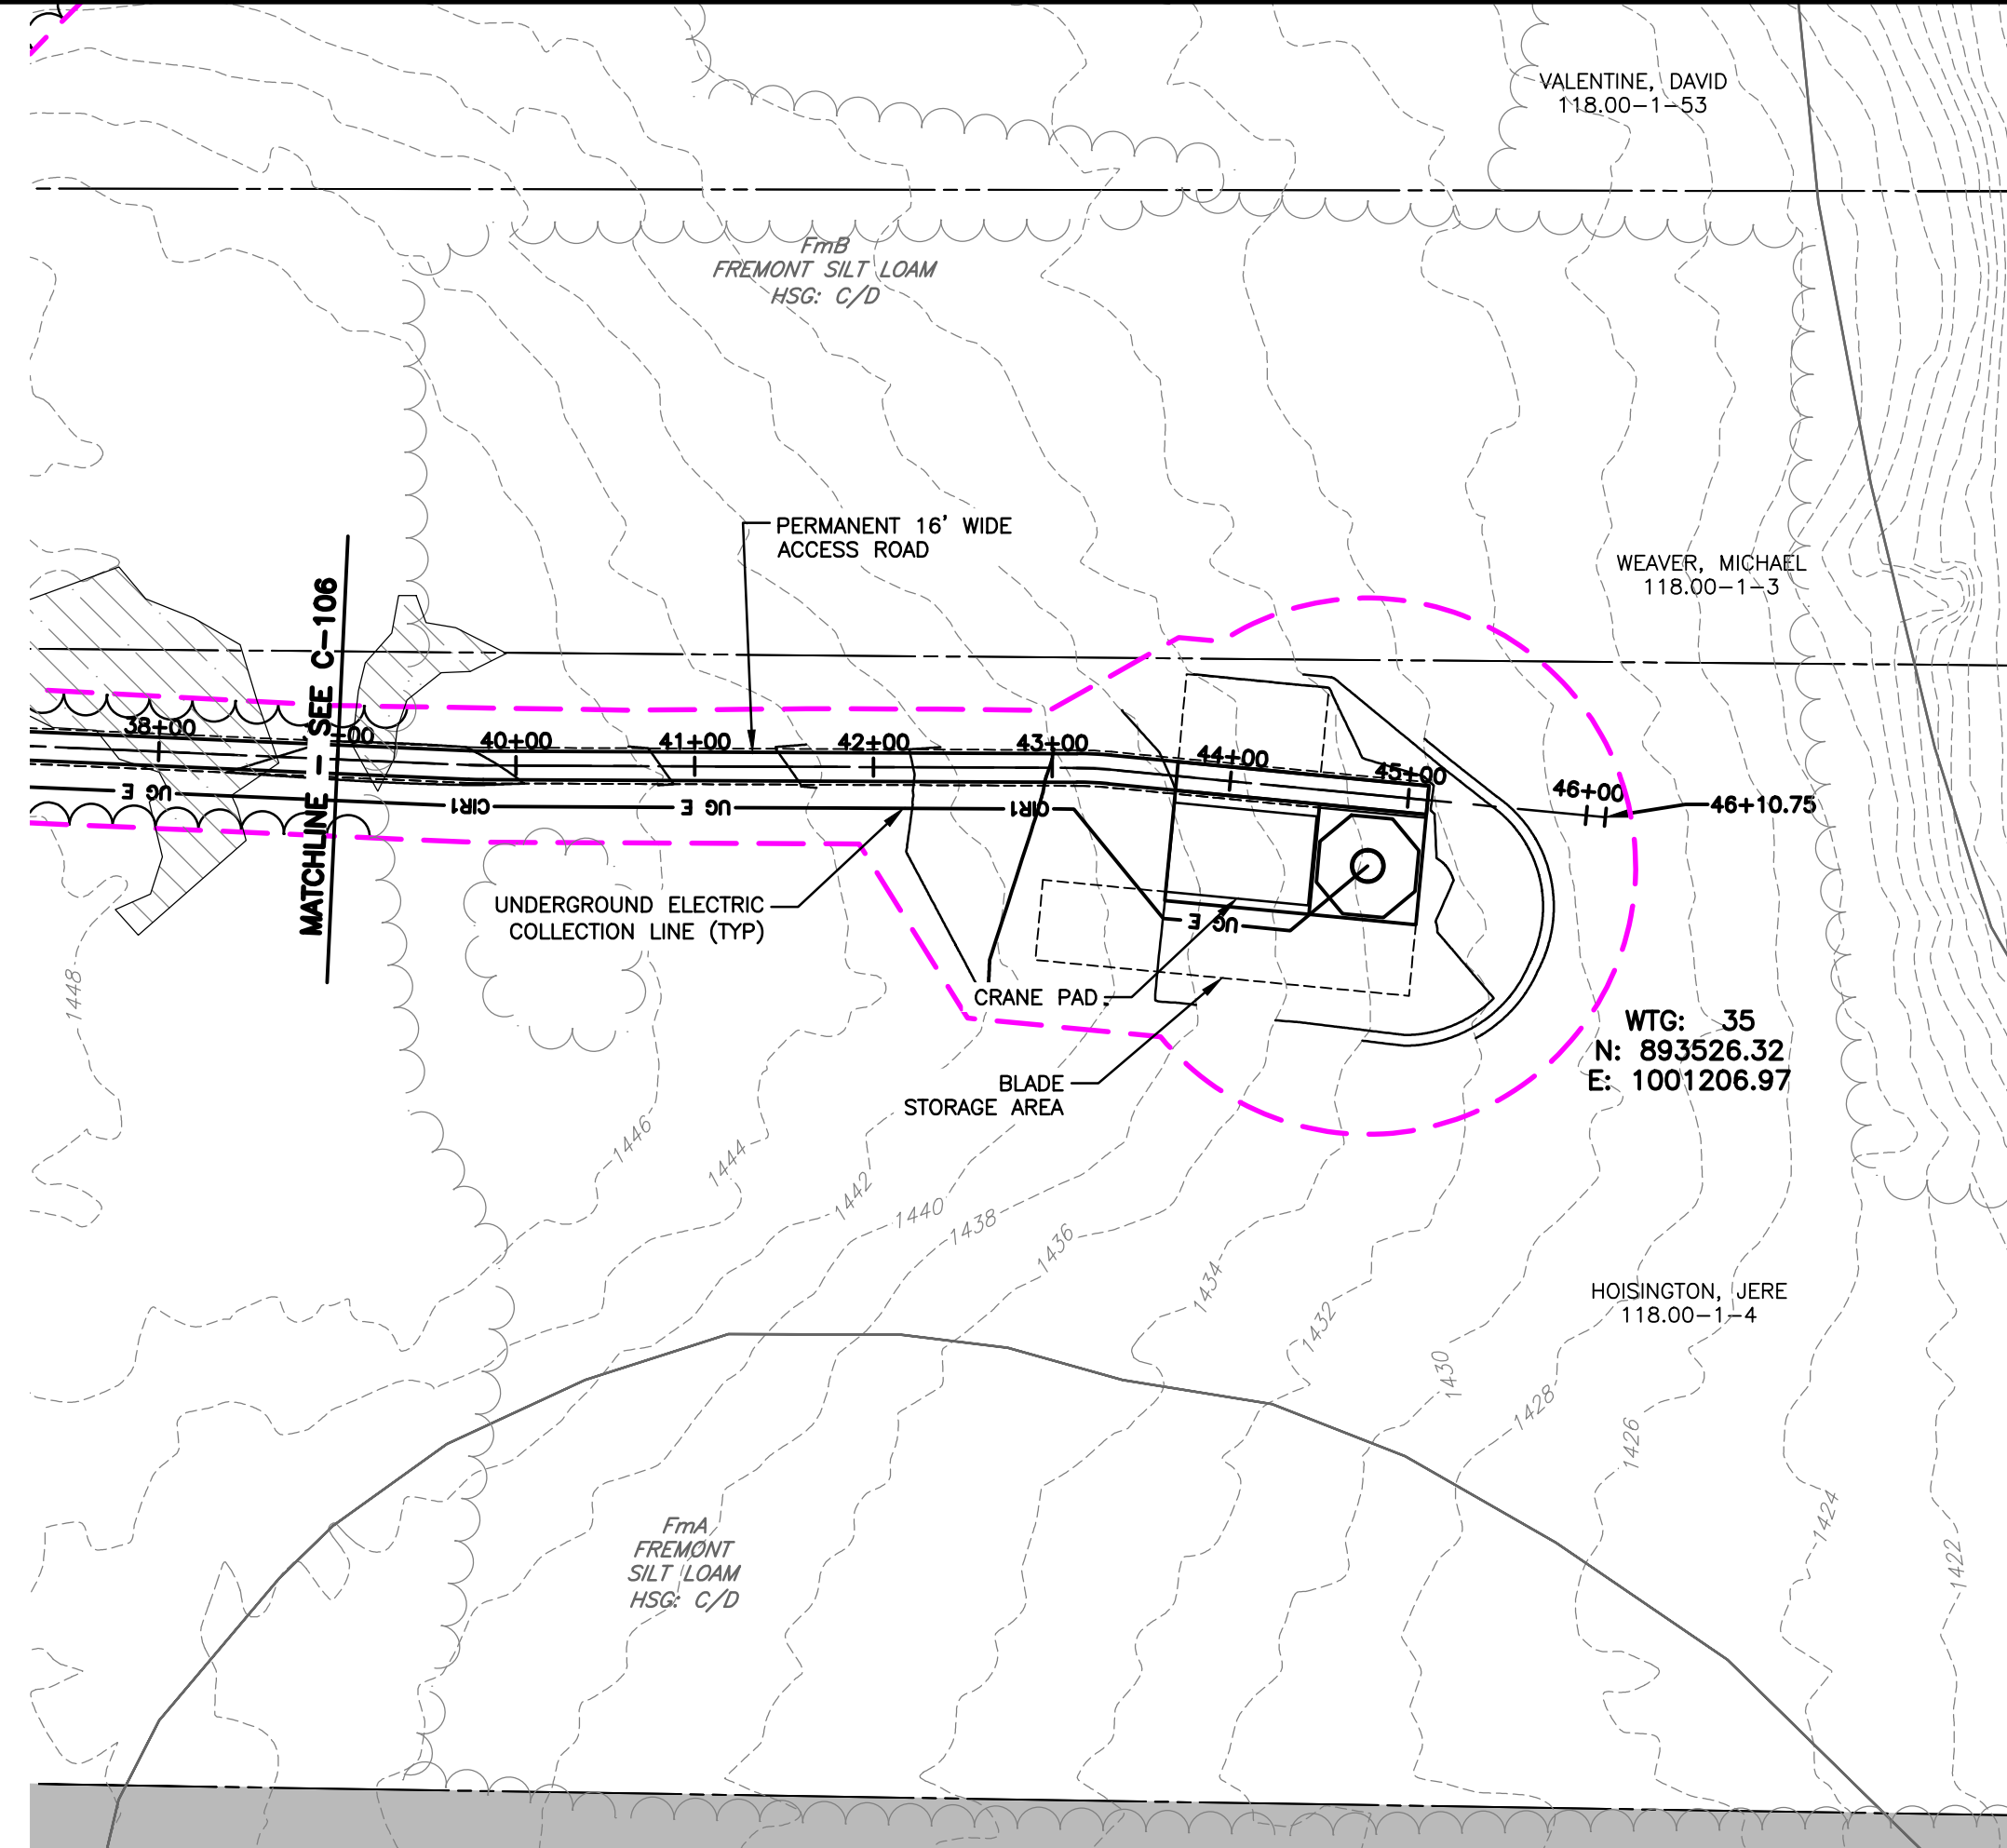 VALENTINE, DAVID
118.00-1-53
FmB
FREMONT SILT LOAM
HSG: C/D
PERMANENT 16' WIDE
ACCESS ROAD
WEAVER, MICHAEL
118.00-1-3
MATCHLINE - SEE C-106
38+00
+00
40+00
41+00
42+00
43+00
44+00
45+00
46+00
46+10.75
UG E
CIR1
UG E
CIR1
UG E
UNDERGROUND ELECTRIC
COLLECTION LINE (TYP)
CRANE PAD
BLADE
STORAGE AREA
WTG: 35
N: 893526.32
E: 1001206.97
1448
1446
1444
1442
1440
1438
1436
1434
1432
1430
1428
1426
1424
1422
HOISINGTON, JERE
118.00-1-4
FmA
FREMONT
SILT LOAM
HSG: C/D